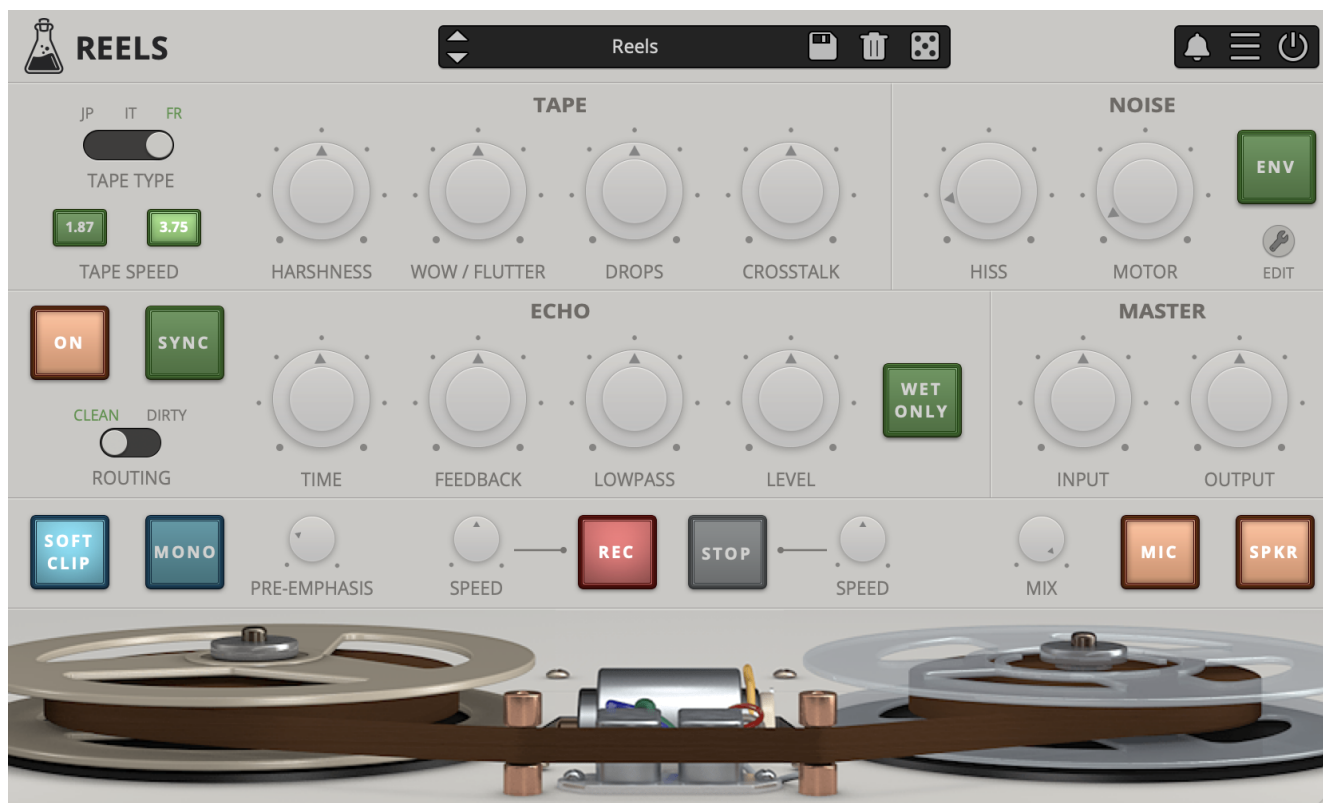 REELS
Reels
JP IT FR
TAPE TYPE
1.87 3.75
TAPE SPEED
TAPE
HARSHNESS WOW / FLUTTER DROPS CROSSTALK
NOISE
HISS MOTOR
ENV
EDIT
ON SYNC
CLEAN DIRTY
ROUTING
ECHO
TIME FEEDBACK LOWPASS LEVEL
WET
ONLY
MASTER
INPUT OUTPUT
SOFT
CLIP
MONO
PRE-EMPHASIS
SPEED
REC
STOP
SPEED
MIX
MIC
SPKR